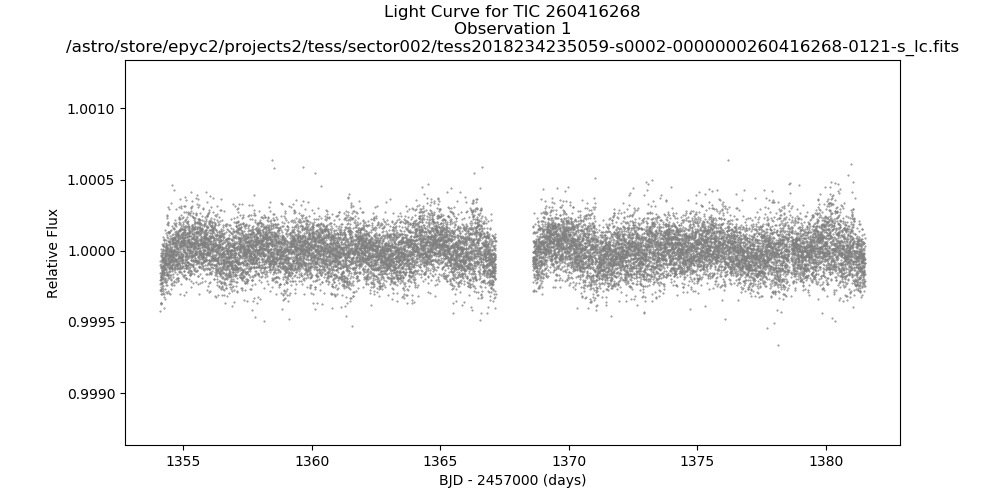 Light Curve for TIC 260416268
Observation 1
/astro/store/epyc2/projects2/tess/sector002/tess2018234235059-s0002-0000000260416268-0121-s_lc.fits
1.0010
1.0005
1.0000
0.9995
0.9990
Relative Flux
1355 1360 1365 1370 1375 1380
BJD - 2457000 (days)